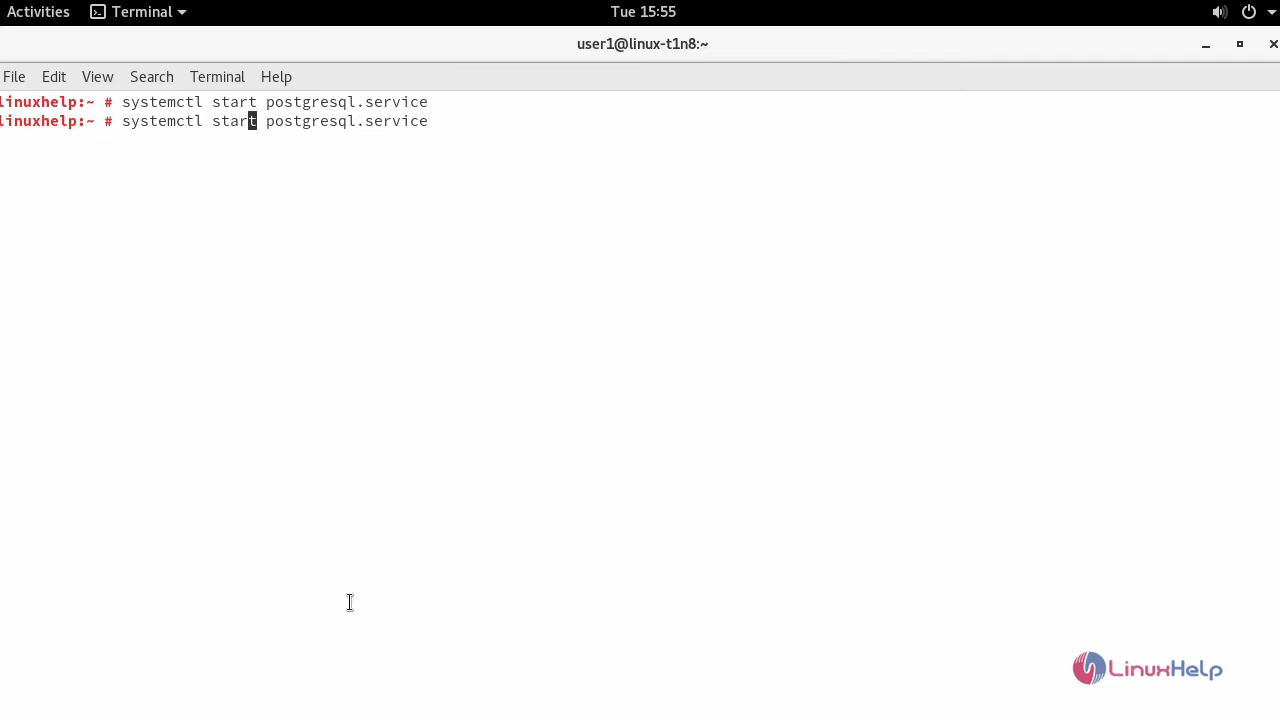 Activities Terminal Tue 15:55
user1@linux-t1n8:~
File Edit View Search Terminal Help
linuxhelp:~ # systemctl start postgresql.service
linuxhelp:~ # systemctl start postgresql.service
LinuxHelp